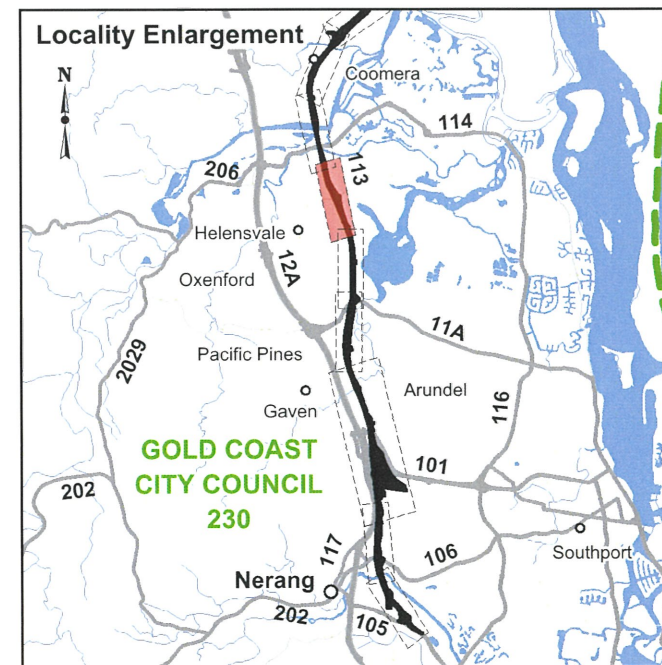 Locality Enlargement
N
Coomera
114
113
206
Helensvale
12A
Oxenford
11A
2029
Pacific Pines
Arundel
116
Gaven
GOLD COAST
CITY COUNCIL
230
101
202
117
106
Southport
Nerang
202
105